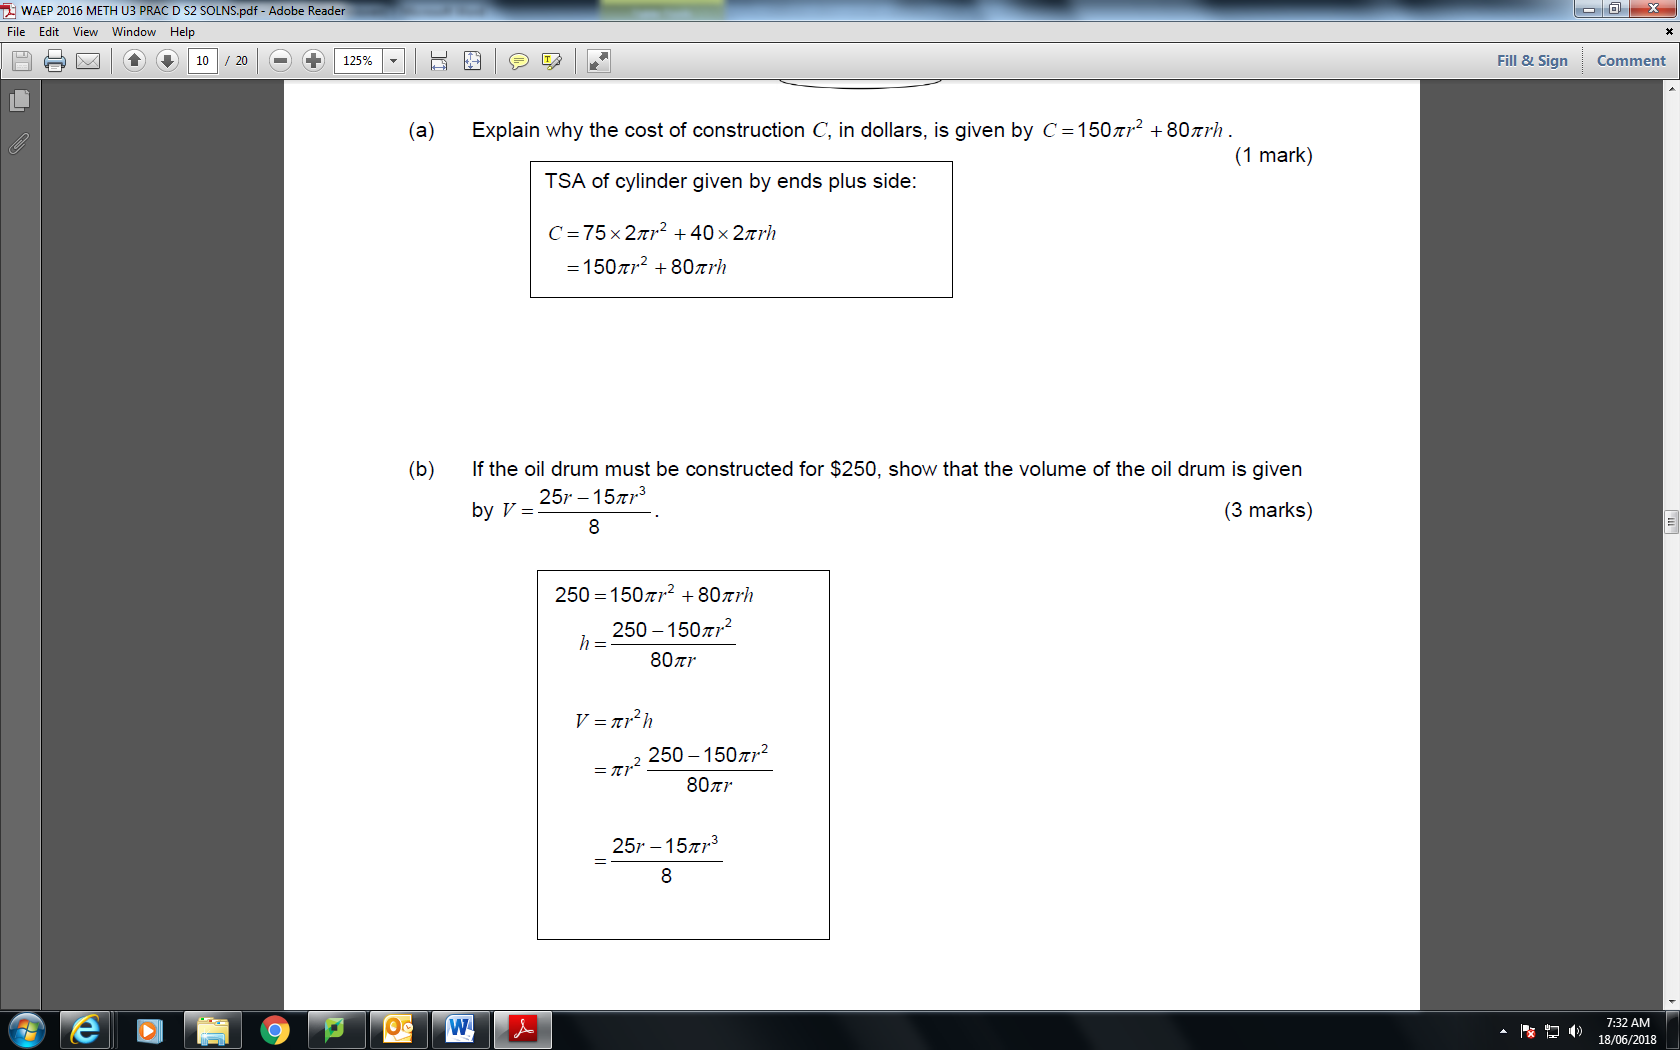 WAEP 2016 METH U3 PRAC D S2 SOLNS.pdf - Adobe Reader
File Edit View Window Help
10 / 20 125% Fill & Sign Comment
(a) Explain why the cost of construction C, in dollars, is given by C = 150πr² + 80πrh.
(1 mark)
TSA of cylinder given by ends plus side:
C = 75 × 2πr² + 40 × 2πrh
= 150πr² + 80πrh
(b) If the oil drum must be constructed for $250, show that the volume of the oil drum is given
by V = (25r − 15πr³)/8. (3 marks)
250 = 150πr² + 80πrh
h = (250 − 150πr²)/(80πr)
V = πr²h
= πr² (250 − 150πr²)/(80πr)
= (25r − 15πr³)/8
7:32 AM
18/06/2018